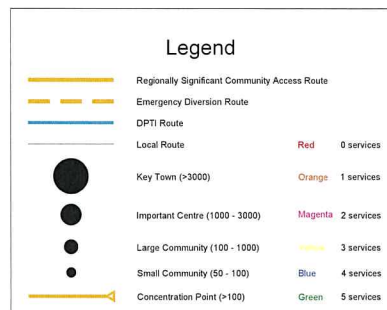 Legend
Regionally Significant Community Access Route
Emergency Diversion Route
DPTI Route
Local Route Red 0 services
Key Town (>3000) Orange 1 services
Important Centre (1000 - 3000) Magenta 2 services
Large Community (100 - 1000) 3 services
Small Community (50 - 100) Blue 4 services
Concentration Point (>100) Green 5 services